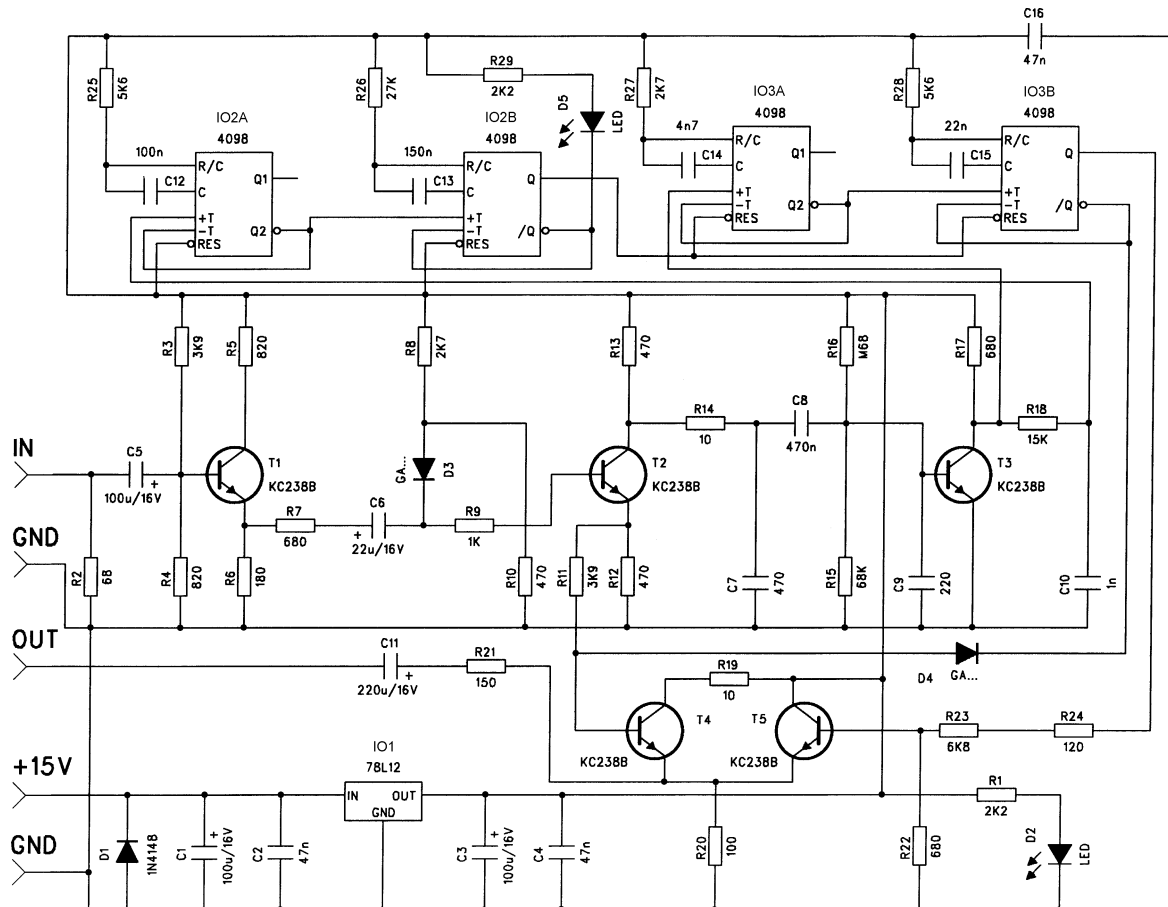 C16
47n
R25
5K6
R26
27K
R29
2K2
D5
LED
R27
2K7
R28
5K6
IO2A
4098
IO2B
4098
IO3A
4098
IO3B
4098
100n
C12
R/C
C
+T
-T
RES
Q1
Q2
150n
C13
R/C
C
+T
-T
RES
Q
/Q
4n7
C14
R/C
C
+T
-T
RES
Q1
Q2
22n
C15
R/C
C
+T
-T
RES
Q
/Q
R3
3K9
R5
820
R8
2K7
R13
470
R16
M68
R17
680
IN
C5
+
100u/16V
T1
KC238B
GA...
D3
R14
10
C8
470n
T2
KC238B
R18
15K
T3
KC238B
R7
680
C6
+
22u/16V
R9
1K
GND
R2
68
R4
820
R6
180
R10
470
R11
3K9
R12
470
C7
470
R15
68K
C9
220
C10
1n
OUT
C11
+
220u/16V
R21
150
R19
10
D4
GA...
T4
KC238B
T5
KC238B
R23
6K8
R24
120
+15V
IO1
78L12
IN
OUT
GND
R1
2K2
GND
D1
1N4148
C1
+
100u/16V
C2
47n
C3
+
100u/16V
C4
47n
R20
100
R22
680
D2
LED